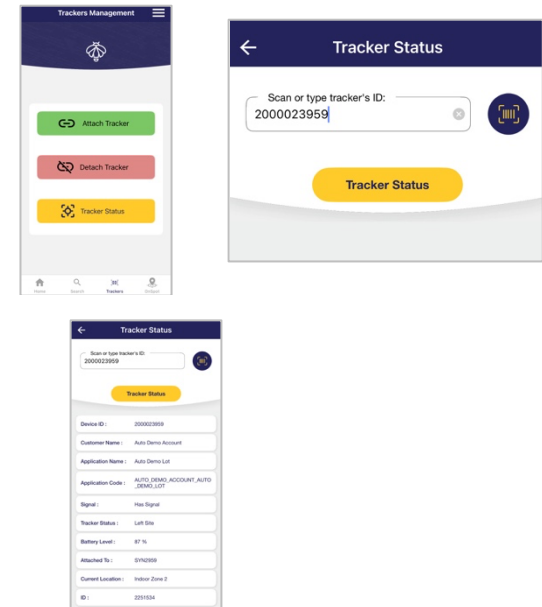 Trackers Management
Attach Tracker
Detach Tracker
Tracker Status
Home Search Trackers
Tracker Status
Scan or type tracker's ID:
2000023959
Tracker Status
Tracker Status
Scan or type tracker's ID:
2000023959
Tracker Status
Device ID : 2000023959
Customer Name : Auto Demo Account
Application Name : Auto Demo Lot
Application Code : AUTO_DEMO_ACCOUNT_AUTO
_DEMO_LOT
Signal : Has Signal
Tracker Status : Left Site
Battery Level : 87 %
Attached To : SYN2959
Current Location : Indoor Zone 2
ID : 2251534